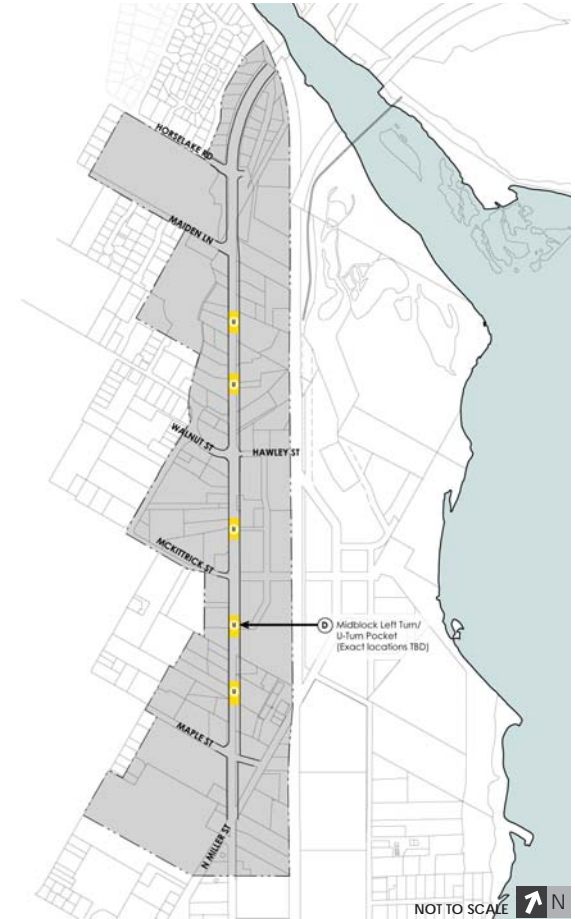 HORSELAKE RD
MAIDEN LN
WALNUT ST
HAWLEY ST
MCKITTRICK ST
D Midblock Left Turn/
U-Turn Pocket
(Exact locations TBD)
MAPLE ST
N MILLER ST
NOT TO SCALE N